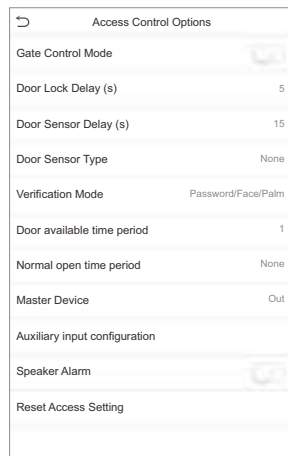 Access Control Options
Gate Control Mode
Door Lock Delay (s) 5
Door Sensor Delay (s) 15
Door Sensor Type None
Verification Mode Password/Face/Palm
Door available time period 1
Normal open time period None
Master Device Out
Auxiliary input configuration
Speaker Alarm
Reset Access Setting